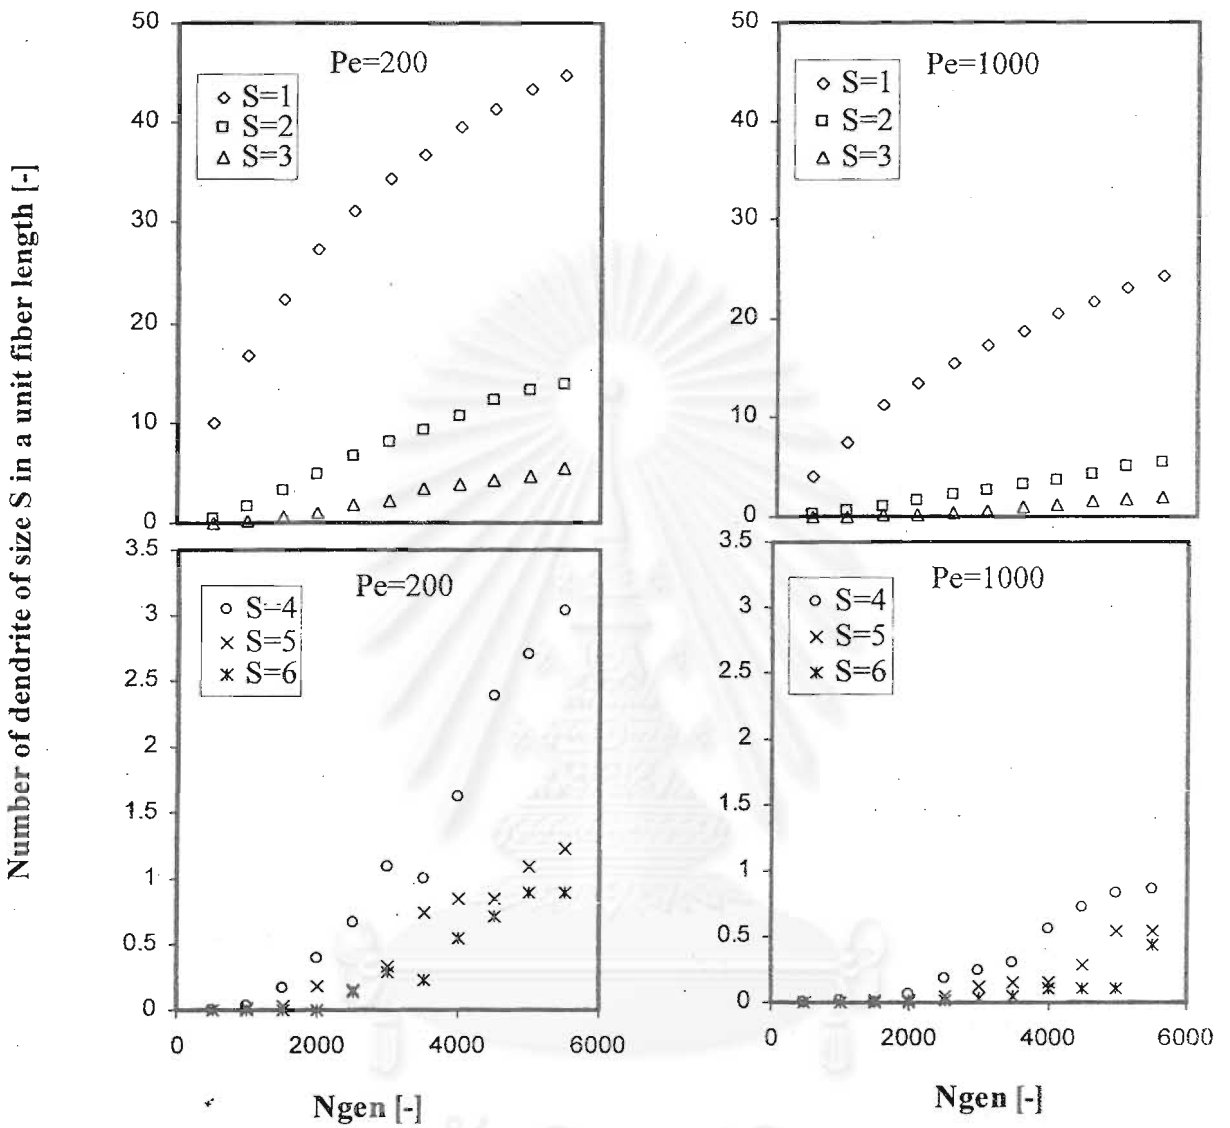 Number of dendrite of size S in a unit fiber length [-]
50
40
30
20
10
0
Pe=200
S=1
S=2
S=3
50
40
30
20
10
0
Pe=1000
S=1
S=2
S=3
3.5
3
2.5
2
1.5
1
0.5
0
Pe=200
S=4
S=5
S=6
0
2000
4000
6000
Ngen [-]
3.5
3
2.5
2
1.5
1
0.5
0
Pe=1000
S=4
S=5
S=6
0
2000
4000
6000
Ngen [-]